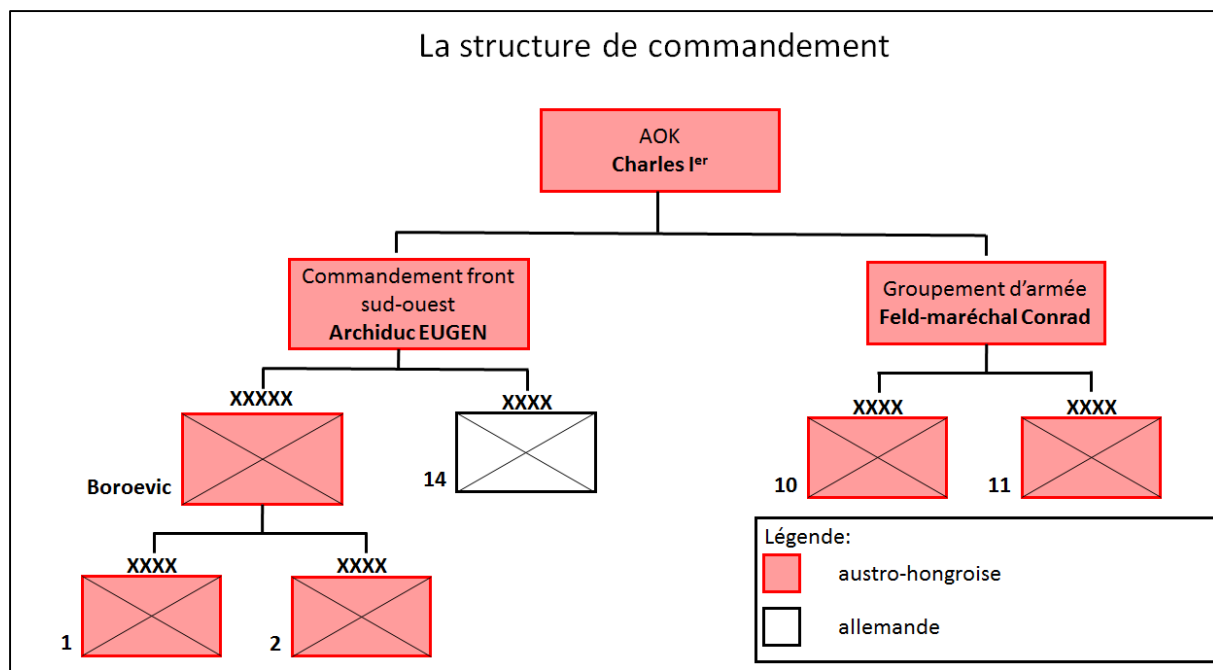 La structure de commandement
AOK
Charles Ier
Commandement front
sud-ouest
Archiduc EUGEN
Groupement d’armée
Feld-maréchal Conrad
XXXXX
XXXX
XXXX
XXXX
Boroevic
14
10
11
XXXX
XXXX
1
2
Légende:
austro-hongroise
allemande